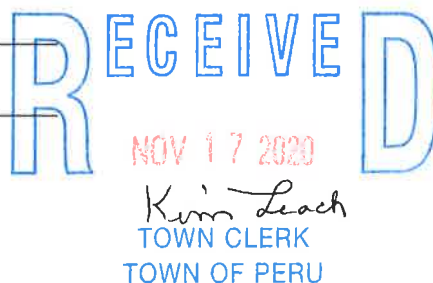 RECEIVED
NOV 17 2020
Kim Leach
TOWN CLERK
TOWN OF PERU